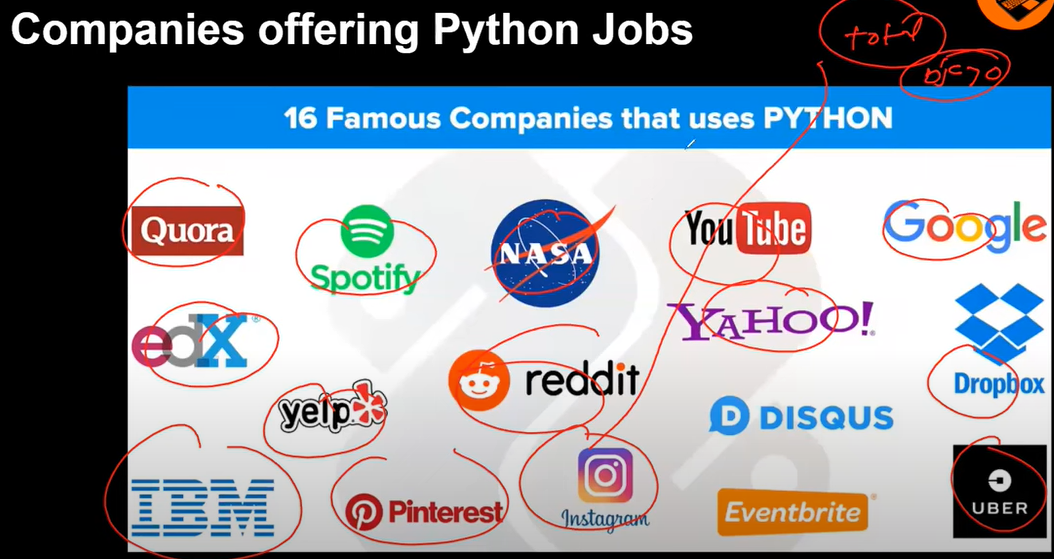 Companies offering Python Jobs
16 Famous Companies that uses PYTHON
Quora
Spotify
NASA
YouTube
Google
edX
YAHOO!
Dropbox
yelp
reddit
DISQUS
IBM
Pinterest
Instagram
Eventbrite
UBER